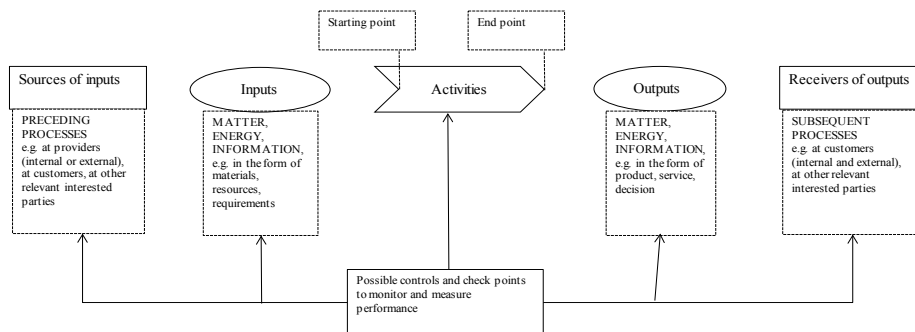 Starting point
End point
Sources of inputs
Inputs
Activities
Outputs
Receivers of outputs
PRECEDING
PROCESSES
e.g. at providers
(internal or external),
at customers, at other
relevant interested
parties
MATTER,
ENERGY,
INFORMATION,
e.g. in the form of
materials,
resources,
requirements
MATTER,
ENERGY,
INFORMATION,
e.g. in the form of
product, service,
decision
SUBSEQUENT
PROCESSES
e.g. at customers
(internal and external),
at other relevant
interested parties
Possible controls and check points
to monitor and measure
performance